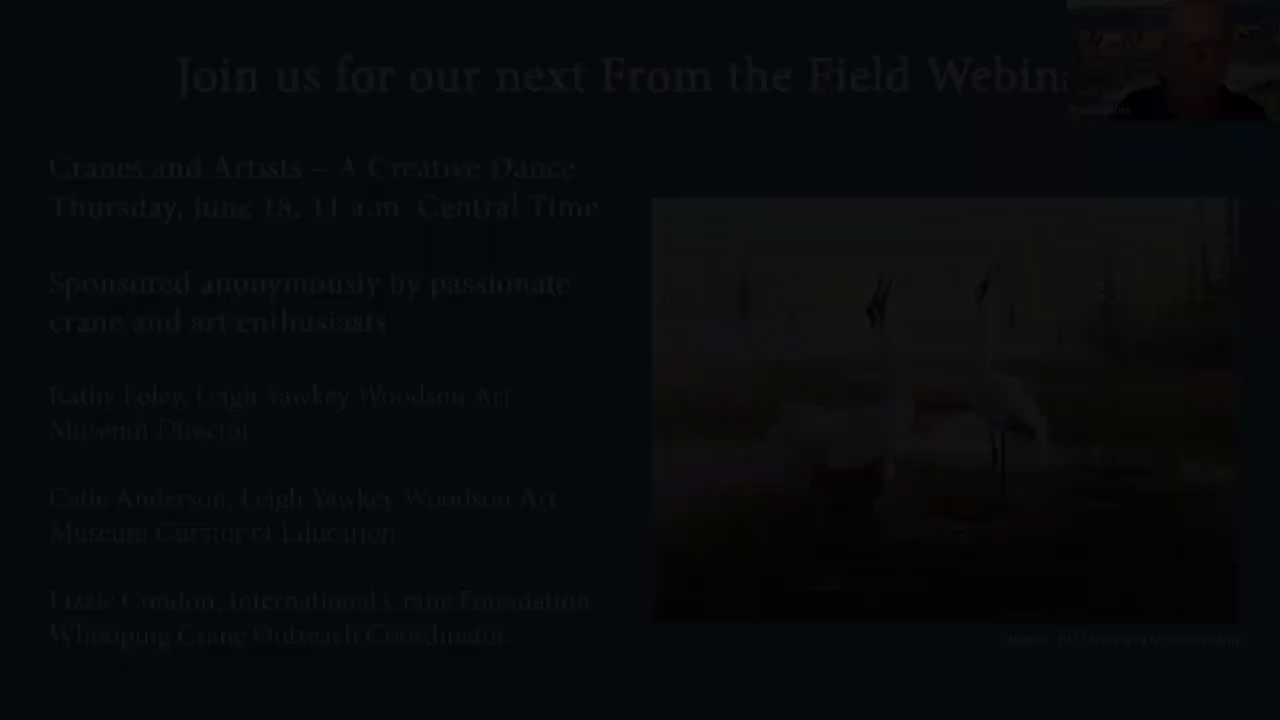 Join us for our next From the Field Webin
Cranes and Artists – A Creative Dance
Thursday, June 18, 11 a.m. Central Time
Sponsored anonymously by passionate
crane and art enthusiasts
Kathy Foley, Leigh Yawkey Woodson Art
Museum Director
Catie Anderson, Leigh Yawkey Woodson Art
Museum Curator of Education
Lizzie Condon, International Crane Foundation
Whooping Crane Outreach Coordinator